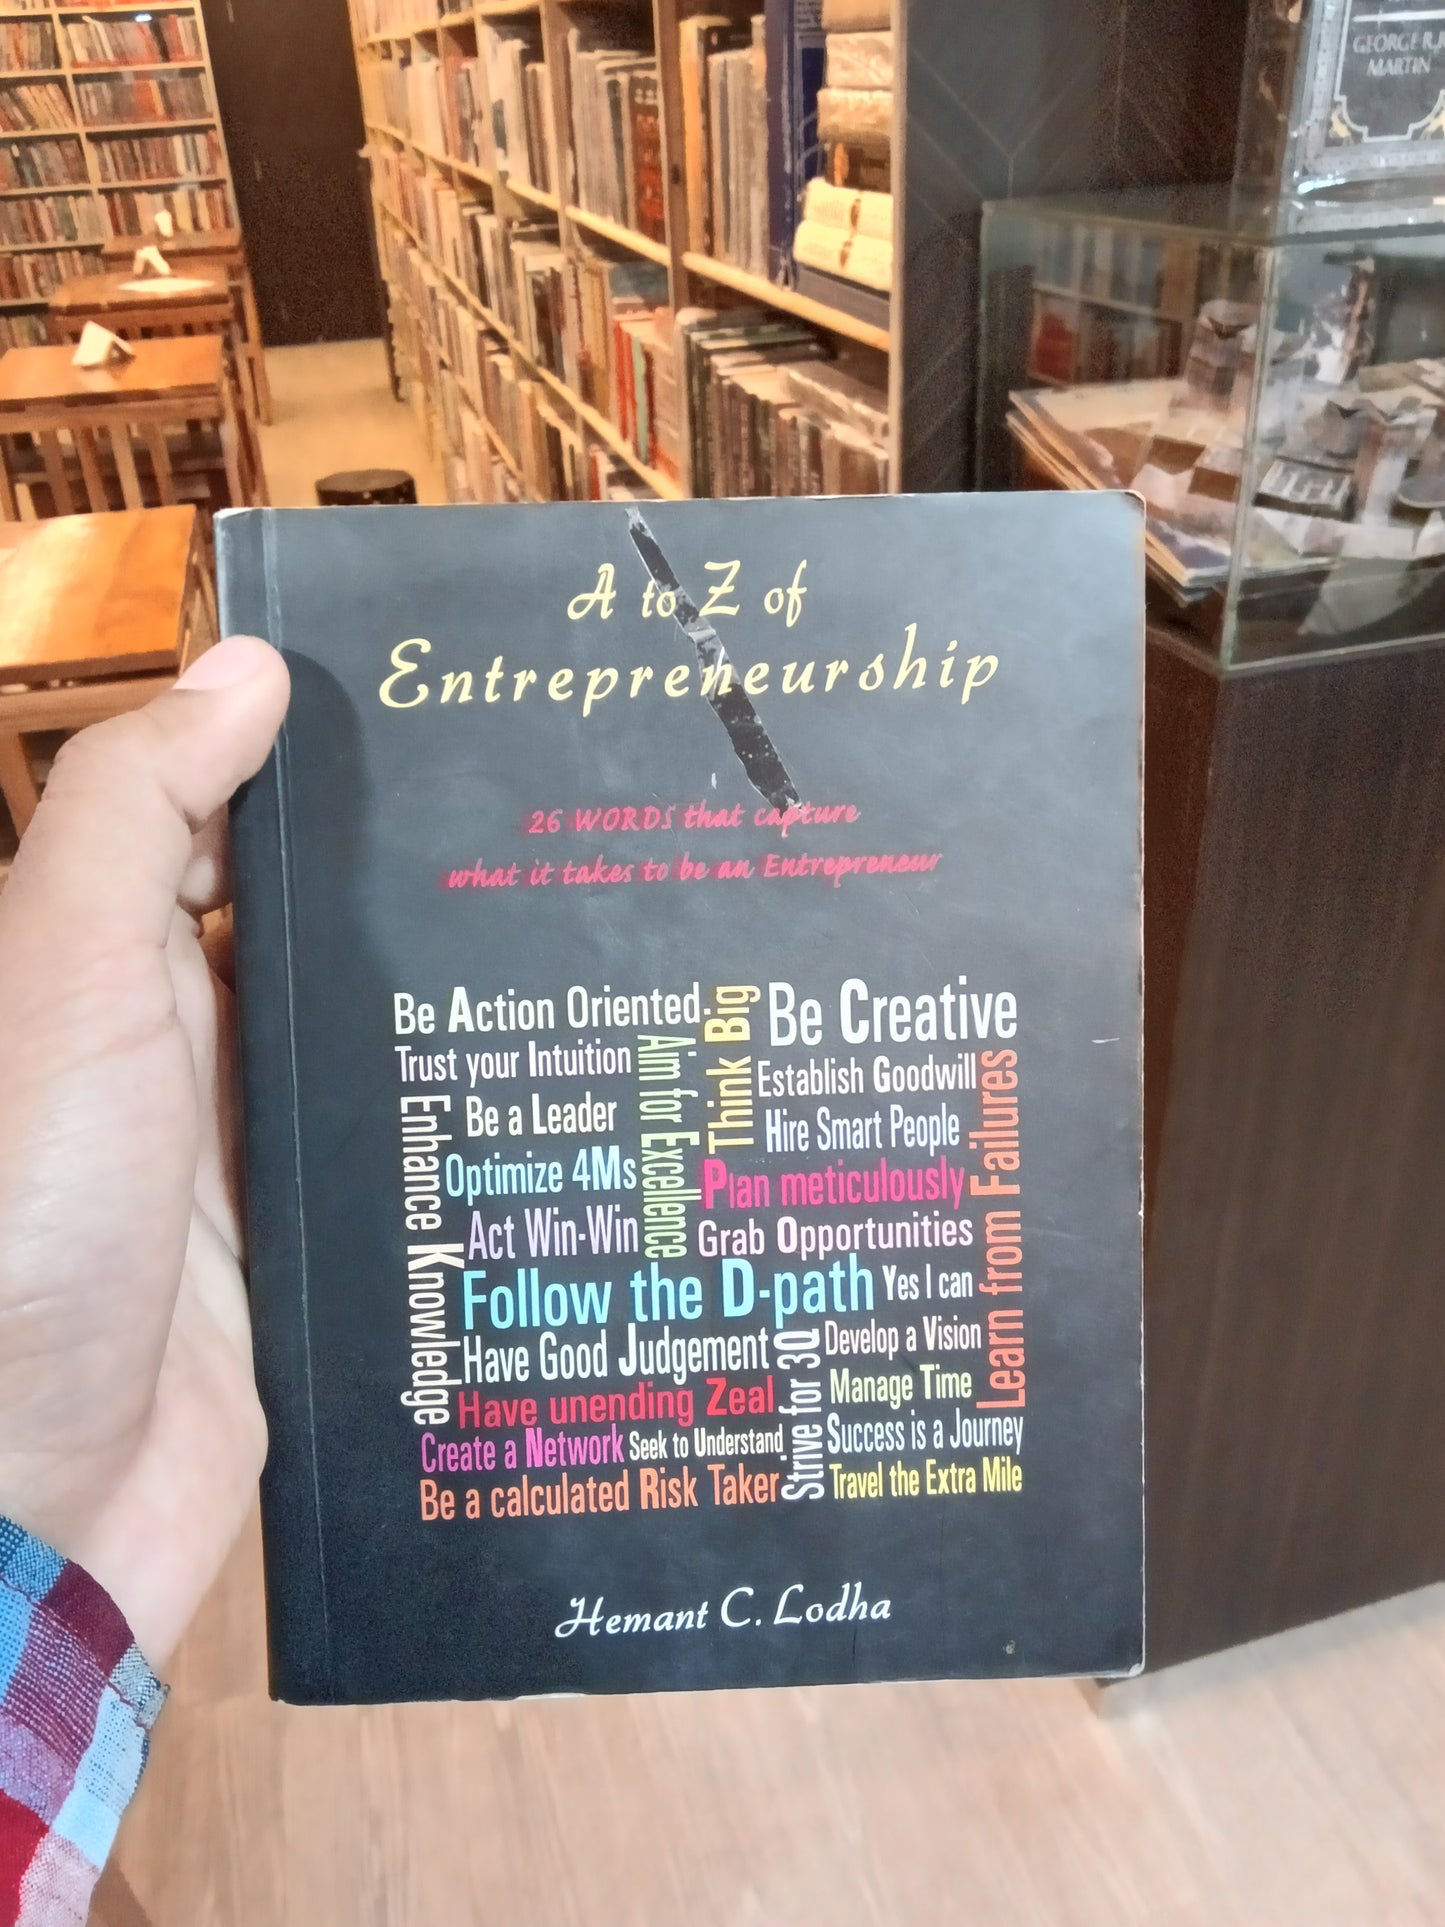 A to Z of
Entrepreneurship
26 WORDS that capture
what it takes to be an Entrepreneur
Be Action Oriented
Think Big
Be Creative
Trust your Intuition
Aim for Excellence
Establish Goodwill
Learn from Failures
Enhance Knowledge
Be a Leader
Hire Smart People
Optimize 4Ms
Plan meticulously
Act Win-Win
Grab Opportunities
Follow the D-path
Yes I can
Have Good Judgement
Strive for 3Q
Develop a Vision
Have unending Zeal
Manage Time
Create a Network
Seek to Understand
Success is a Journey
Be a calculated Risk Taker
Travel the Extra Mile
Hemant C. Lodha
GEORGE R.R.
MARTIN